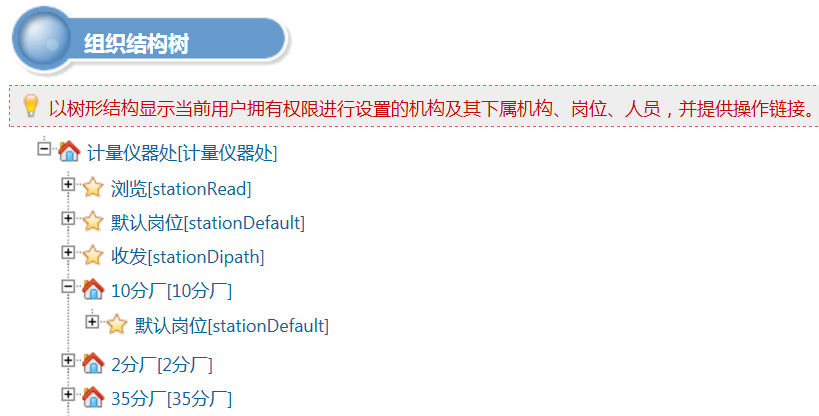 组织结构树
以树形结构显示当前用户拥有权限进行设置的机构及其下属机构、岗位、人员，并提供操作链接。
计量仪器处[计量仪器处]
浏览[stationRead]
默认岗位[stationDefault]
收发[stationDipath]
10分厂[10分厂]
默认岗位[stationDefault]
2分厂[2分厂]
35分厂[35分厂]